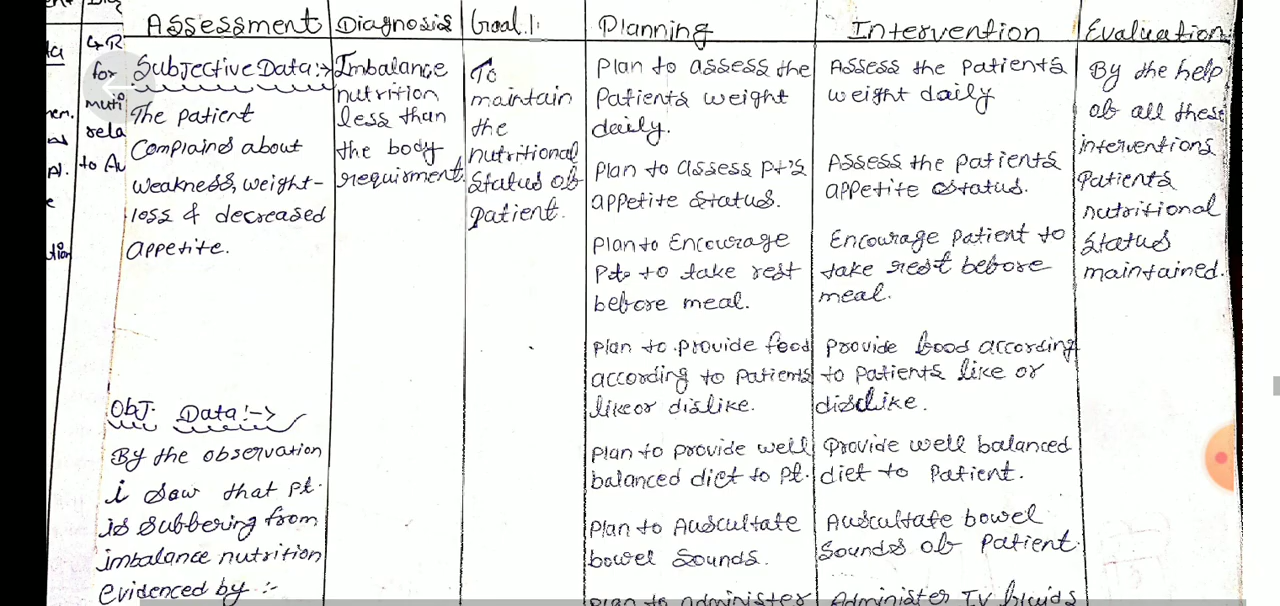 Assessment
Subjective Data:→
The patient
complained about
weakness, weight-
loss & decreased
appetite.
Obj. Data:→
By the observation
i saw that pt.
is suffering from
imbalance nutrition
evidenced by :-
Diagnosis
Imbalance
nutrition
less than
the body
requirment.
Goal
To
maintain
the
nutritional
status of
patient.
Planning
Plan to assess the
Patients weight
daily.
Plan to assess pt's
appetite status.
Plan to Encourage
to take rest
before meal.
Plan to provide food
according to patients
like or dislike.
Plan to provide well
balanced diet to pt.
Plan to Auscultate
bowel sounds.
Plan to administer
Intervention
Assess the patients
weight daily
Assess the patients
appetite status.
Encourage patient to
take rest before
meal.
Provide food according
to patients like or
dislike.
Provide well balanced
diet to patient.
Auscultate bowel
sounds of patient.
Administer IV fluids
Evaluation
By the help
of all these
interventions
patients
nutritional
status
maintained.